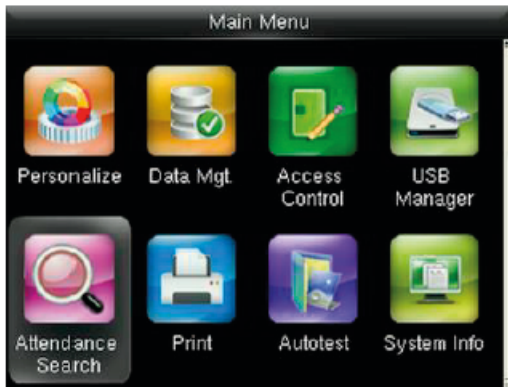 Main Menu
Personalize
Data Mgt.
Access
Control
USB
Manager
Attendance
Search
Print
Autotest
System Info